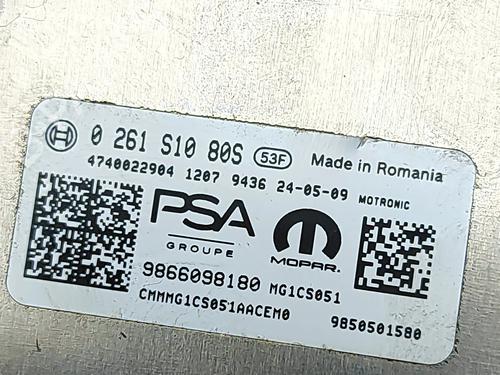 0 261 S10 80S 53F Made in Romania
4740022904 1207 9436 24-05-09 MOTRONIC
PSA
GROUPE
MOPAR.
9866098180 MG1CS051
CMMMG1CS051AACEM0
9850501580